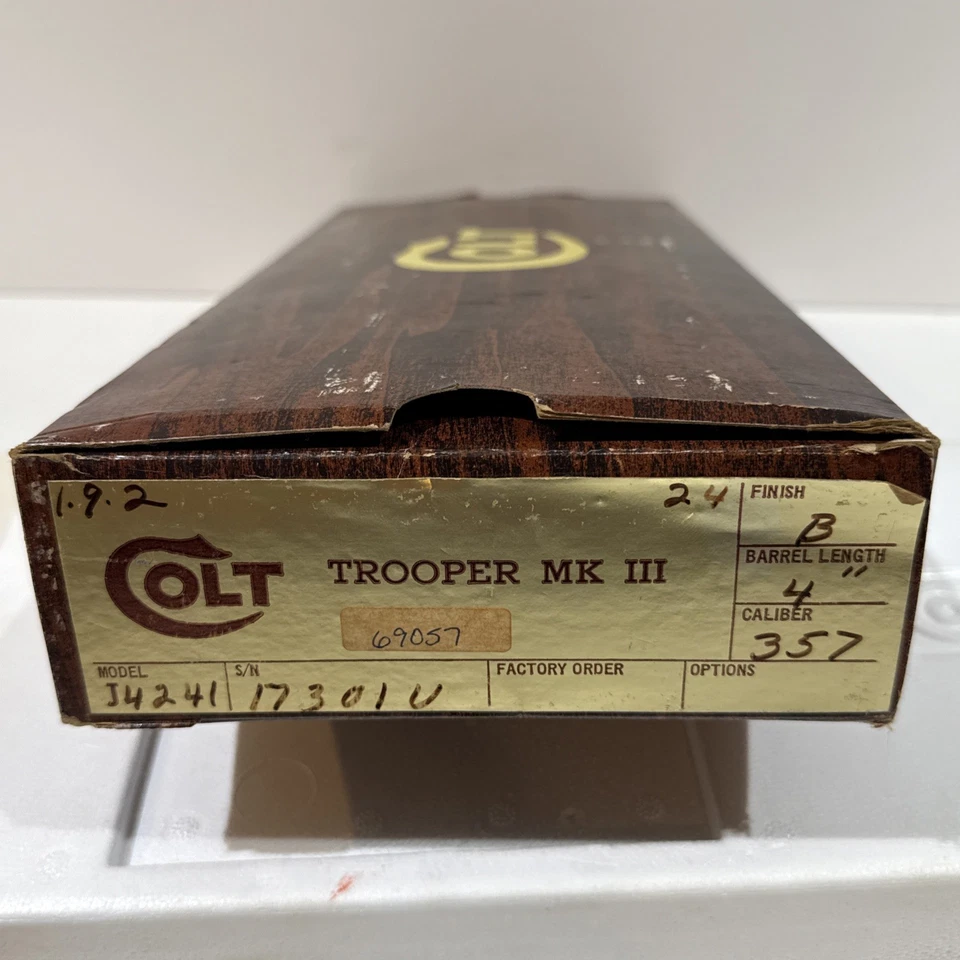 COLT
1.9.2 24
COLT TROOPER MK III
69057
FINISH
B
BARREL LENGTH
4"
CALIBER
357
MODEL S/N FACTORY ORDER OPTIONS
J4241 17301U